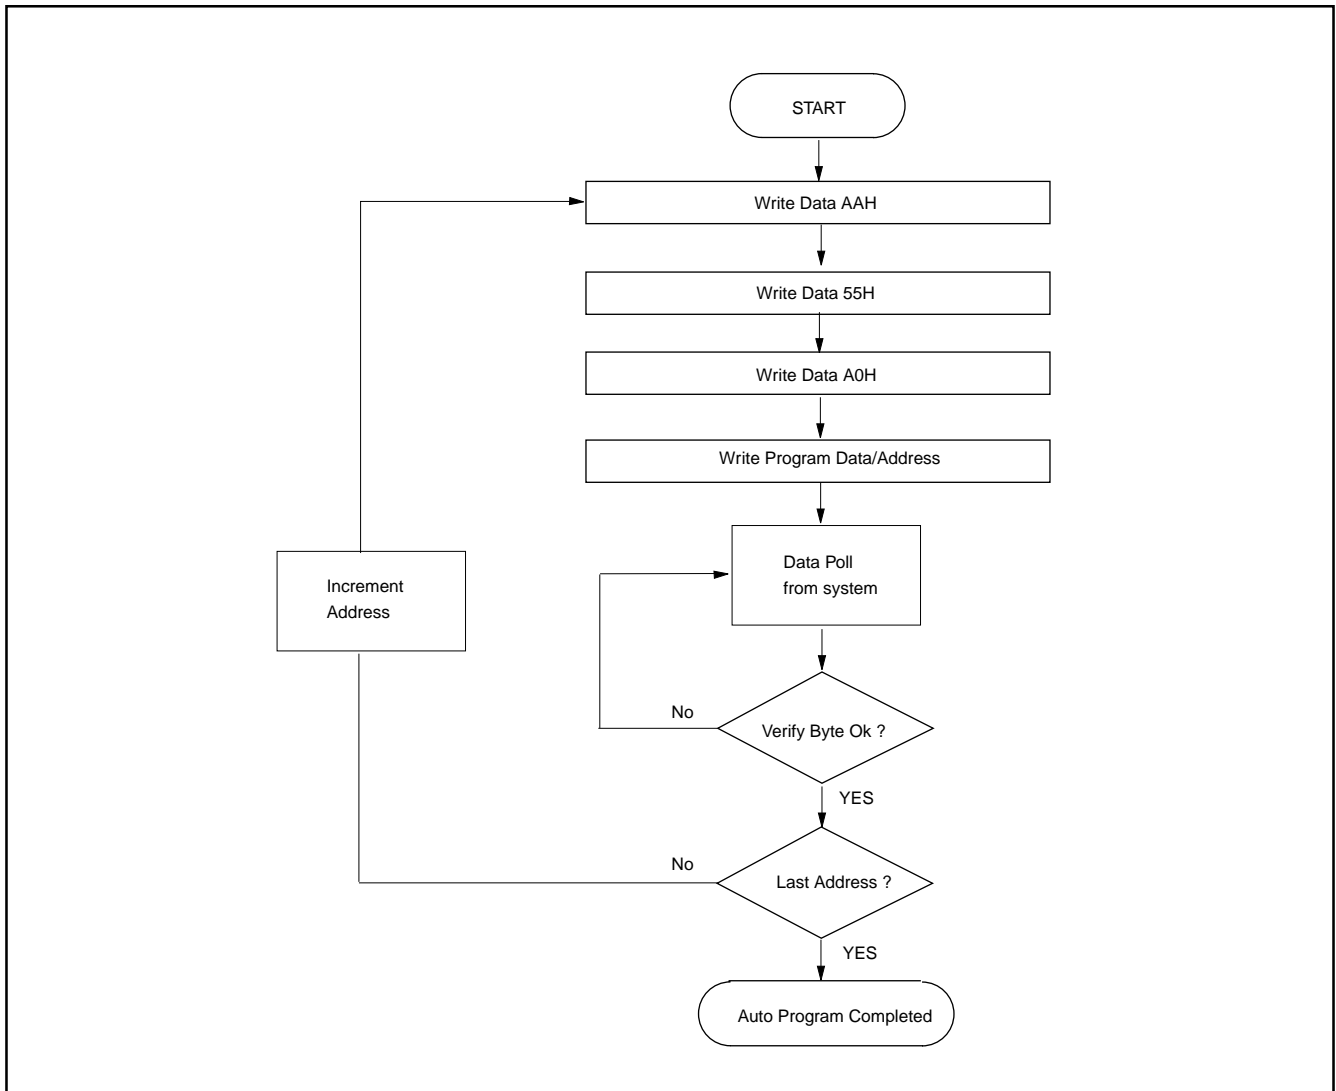 START
Write Data AAH
Write Data 55H
Write Data A0H
Write Program Data/Address
Data Poll
from system
Increment
Address
No
Verify Byte Ok ?
YES
No
Last Address ?
YES
Auto Program Completed